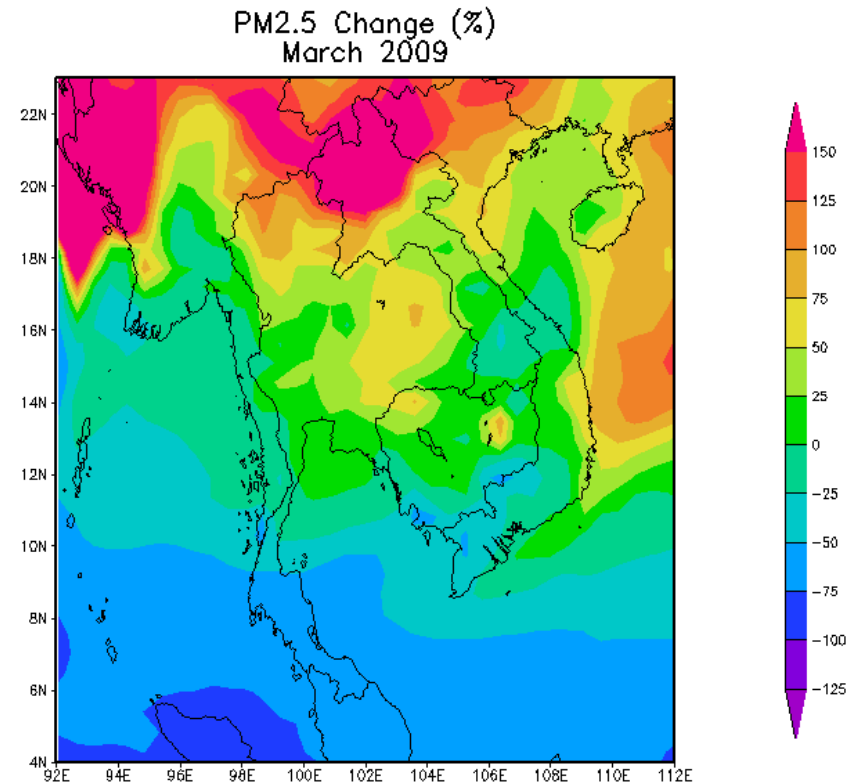 PM2.5 Change (%)
March 2009
22N
20N
18N
16N
14N
12N
10N
8N
6N
4N
92E 94E 96E 98E 100E 102E 104E 106E 108E 110E 112E
150
125
100
75
50
25
0
−25
−50
−75
−100
−125